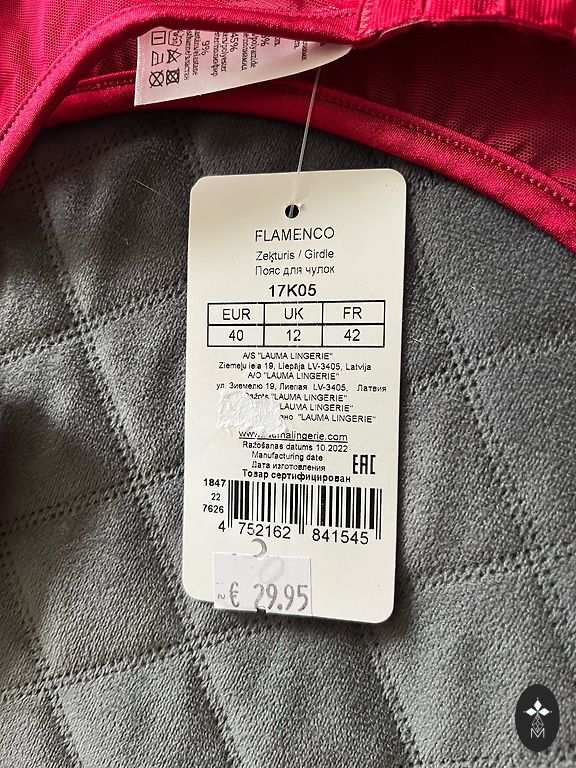 FLAMENCO
Zeķturis / Girdle
Пояс для чулок
17K05
EUR UK FR
40 12 42
A/S "LAUMA LINGERIE"
Ziemeļu iela 19, Liepāja LV-3405, Latvija
A/O "LAUMA LINGERIE"
ул. Зиемелю 19, Лиепая LV-3405, Латвия
"LAUMA LINGERIE"
"LAUMA LINGERIE"
"LAUMA LINGERIE"
Ražošanas datums 10.2022
Manufacturing date
Дата изготовления
EAC
Товар сертифицирован
1847
22
7626
4 752162 841545
€ 29.95
M